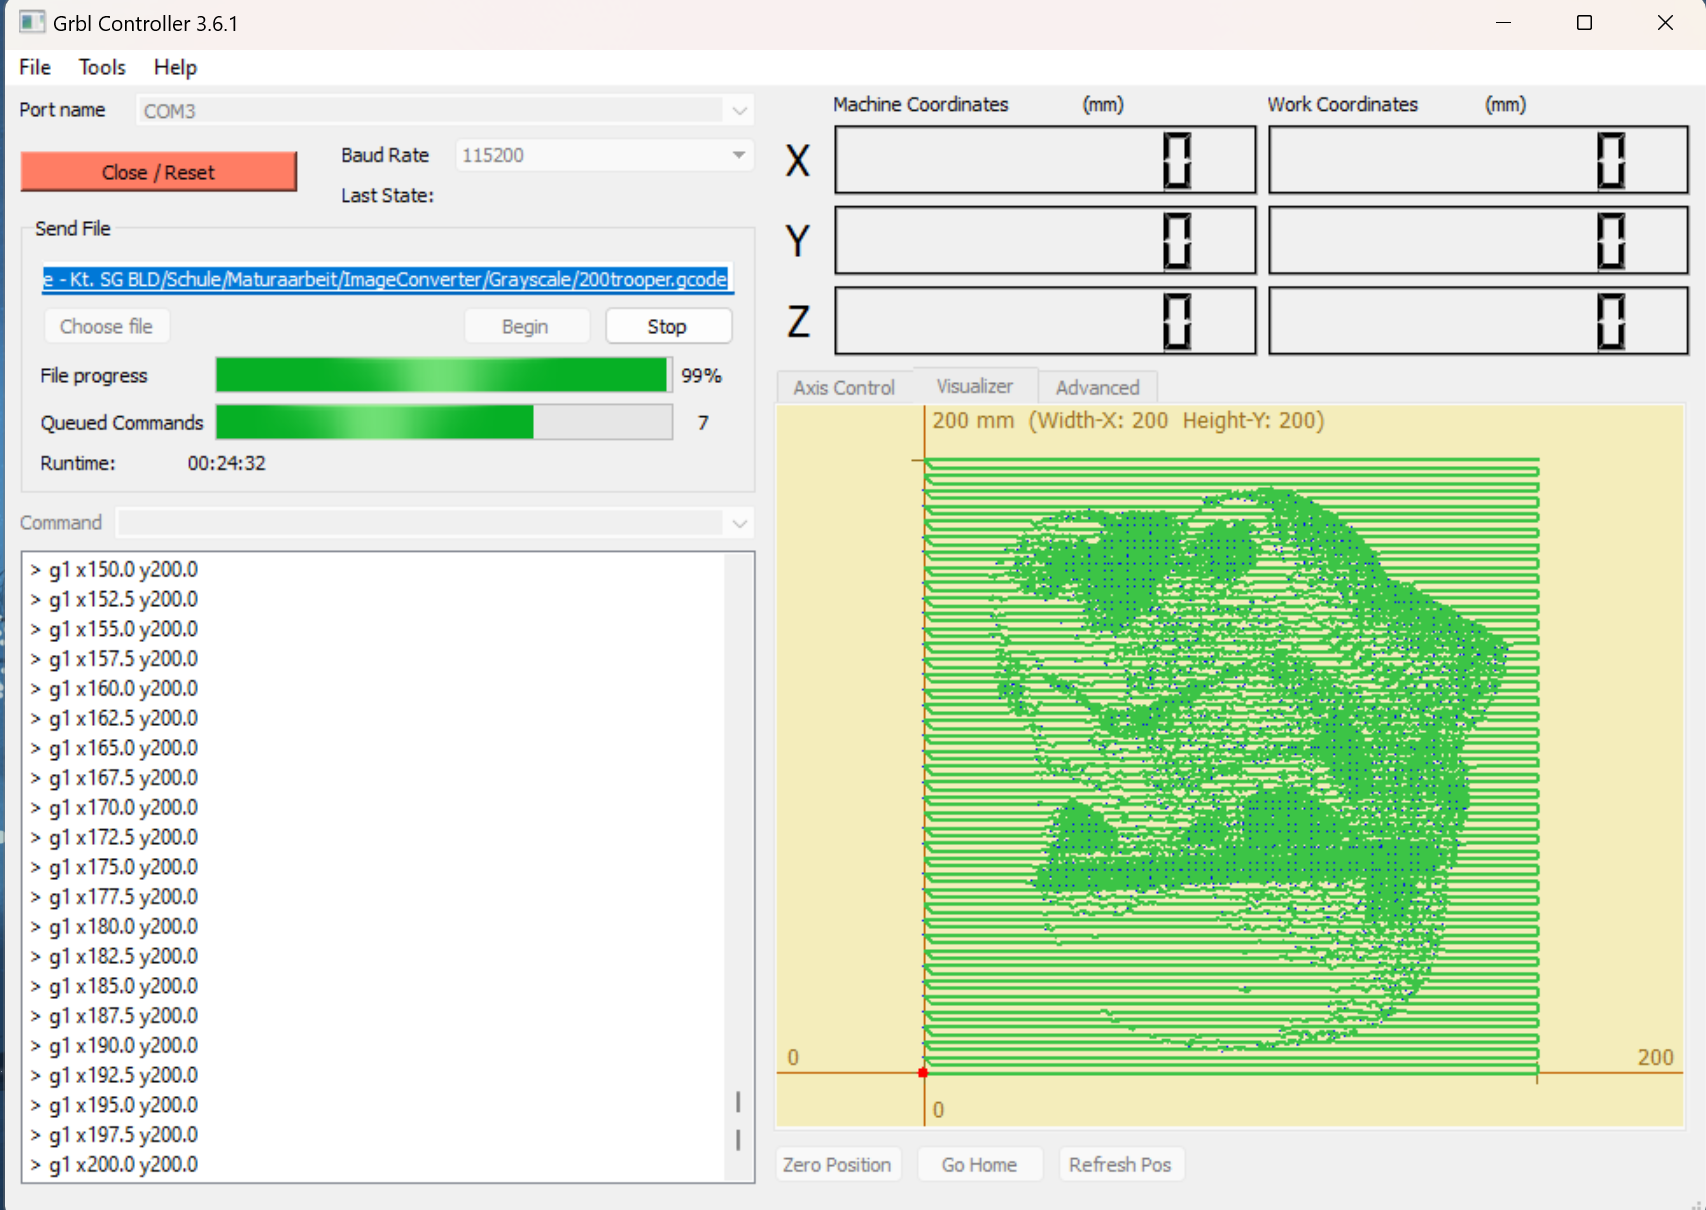 Grbl Controller 3.6.1
File Tools Help
Port name COM3
Close / Reset
Baud Rate 115200
Last State:
Send File
e - Kt. SG BLD/Schule/Maturaarbeit/ImageConverter/Grayscale/200trooper.gcode
Choose file Begin Stop
File progress 99%
Queued Commands 7
Runtime: 00:24:32
Command
> g1 x150.0 y200.0
> g1 x152.5 y200.0
> g1 x155.0 y200.0
> g1 x157.5 y200.0
> g1 x160.0 y200.0
> g1 x162.5 y200.0
> g1 x165.0 y200.0
> g1 x167.5 y200.0
> g1 x170.0 y200.0
> g1 x172.5 y200.0
> g1 x175.0 y200.0
> g1 x177.5 y200.0
> g1 x180.0 y200.0
> g1 x182.5 y200.0
> g1 x185.0 y200.0
> g1 x187.5 y200.0
> g1 x190.0 y200.0
> g1 x192.5 y200.0
> g1 x195.0 y200.0
> g1 x197.5 y200.0
> g1 x200.0 y200.0
Machine Coordinates (mm) Work Coordinates (mm)
X 0 0
Y 0 0
Z 0 0
Axis Control Visualizer Advanced
200 mm (Width-X: 200 Height-Y: 200)
0 200
0
Zero Position Go Home Refresh Pos